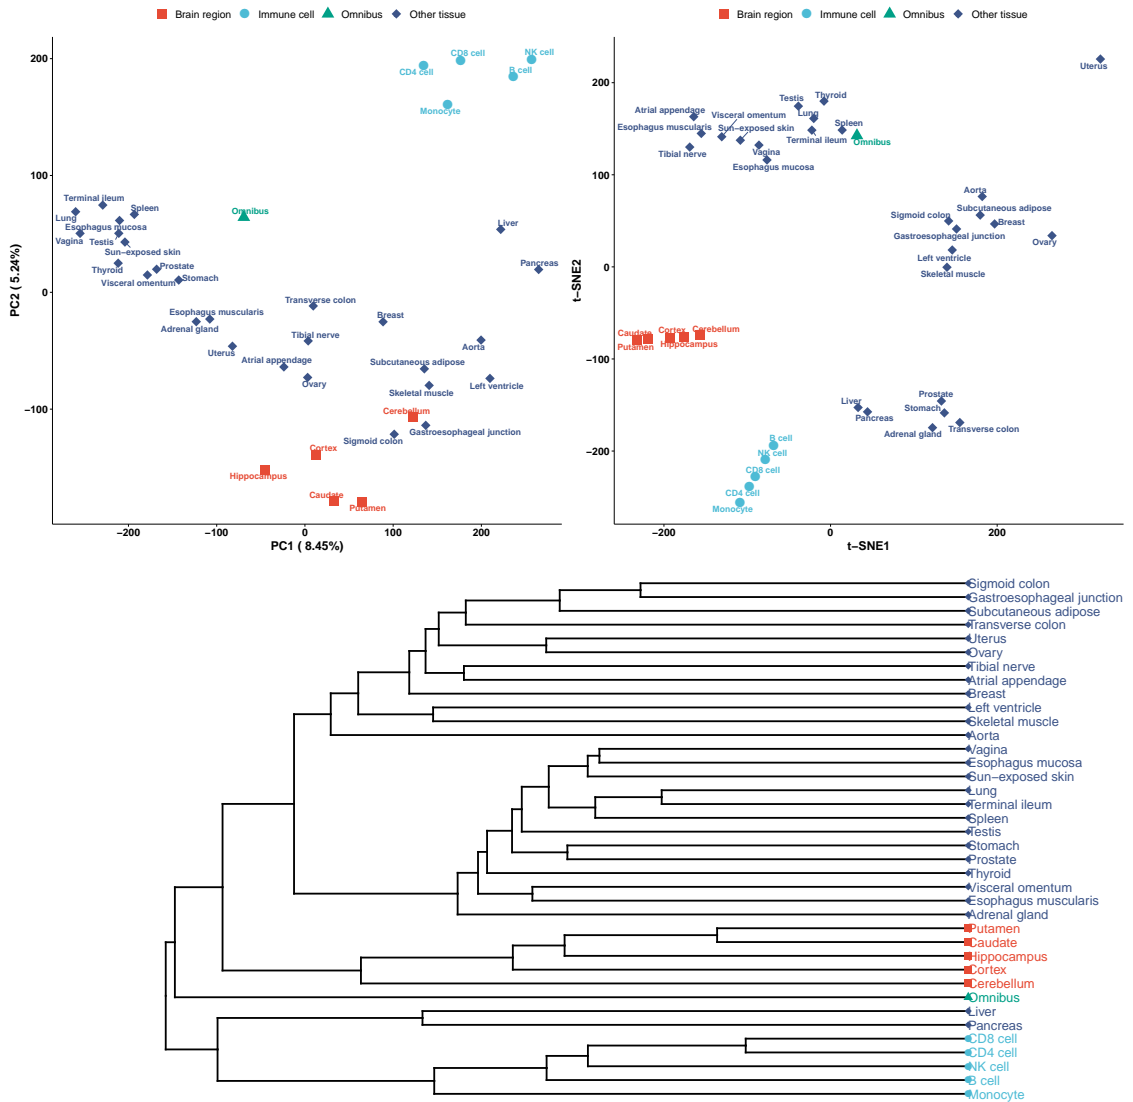 Brain region Immune cell Omnibus Other tissue
200
100
0
−100
−200 −100 0 100 200
PC1 ( 8.45%)
PC2 ( 5.24%)
CD8 cell
NK cell
CD4 cell
B cell
Monocyte
Terminal ileum
Lung
Spleen
Omnibus
Esophagus mucosa
Vagina
Testis
Sun−exposed skin
Liver
Thyroid
Prostate
Visceral omentum
Stomach
Pancreas
Transverse colon
Esophagus muscularis
Adrenal gland
Breast
Tibial nerve
Uterus
Aorta
Atrial appendage
Subcutaneous adipose
Ovary
Skeletal muscle
Left ventricle
Cerebellum
Gastroesophageal junction
Sigmoid colon
Cortex
Hippocampus
Caudate
Putamen
Brain region Immune cell Omnibus Other tissue
200
100
0
−100
−200
−200 0 200
t−SNE1
t−SNE2
Uterus
Testis
Thyroid
Atrial appendage
Visceral omentum
Lung
Esophagus muscularis
Sun−exposed skin
Spleen
Terminal ileum
Omnibus
Tibial nerve
Vagina
Esophagus mucosa
Aorta
Subcutaneous adipose
Sigmoid colon
Breast
Gastroesophageal junction
Ovary
Left ventricle
Skeletal muscle
Caudate
Cortex
Cerebellum
Putamen
Hippocampus
Liver
Pancreas
Prostate
Stomach
Adrenal gland
Transverse colon
B cell
NK cell
CD8 cell
CD4 cell
Monocyte
Sigmoid colon
Gastroesophageal junction
Subcutaneous adipose
Transverse colon
Uterus
Ovary
Tibial nerve
Atrial appendage
Breast
Left ventricle
Skeletal muscle
Aorta
Vagina
Esophagus mucosa
Sun−exposed skin
Lung
Terminal ileum
Spleen
Testis
Stomach
Prostate
Thyroid
Visceral omentum
Esophagus muscularis
Adrenal gland
Putamen
Caudate
Hippocampus
Cortex
Cerebellum
Omnibus
Liver
Pancreas
CD8 cell
CD4 cell
NK cell
B cell
Monocyte